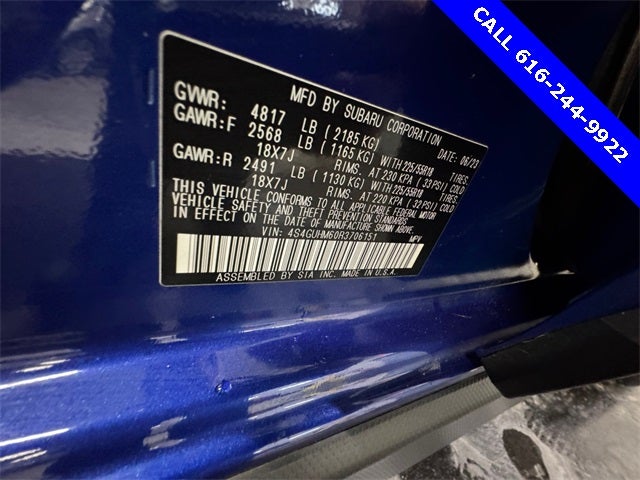 CALL 616-244-9922
MFD BY SUBARU CORPORATION
GVWR: 4817 LB ( 2185 KG) DATE: 06/23
GAWR:F 2568 LB ( 1165 KG) WITH 225/55R18
18X7J RIMS. AT 230 KPA ( 33PSI) COLD
GAWR:R 2491 LB ( 1130 KG) WITH 225/55R18
18X7J RIMS. AT 220 KPA ( 32PSI) COLD
THIS VEHICLE CONFORMS TO ALL APPLICABLE FEDERAL MOTOR
VEHICLE SAFETY AND THEFT PREVENTION STANDARDS
IN EFFECT ON THE DATE OF MANUFACTURE SHOWN ABOVE.
VIN: 4S4GUHM60R3706151 MPV
ASSEMBLED BY SIA INC. MADE IN U.S.A.